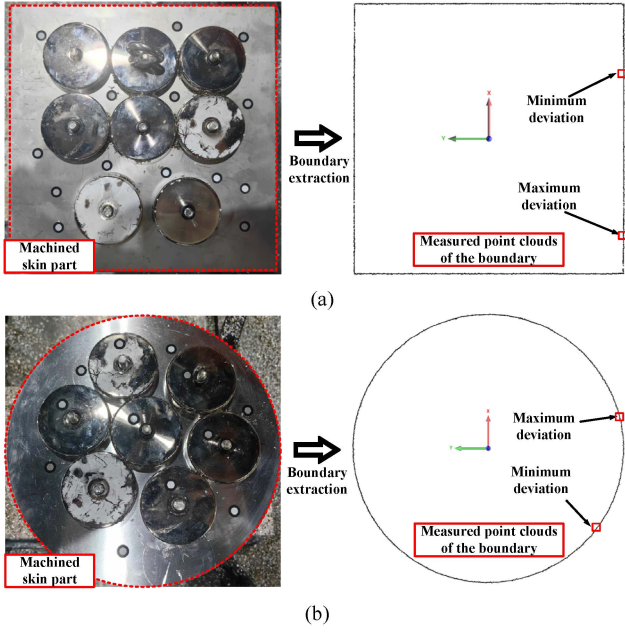 X
Y
Minimum
deviation
Boundary
extraction
Maximum
deviation
Machined
skin part
Measured point clouds
of the boundary
(a)
X
Y
Maximum
deviation
Boundary
extraction
Minimum
deviation
Machined
skin part
Measured point clouds
of the boundary
(b)